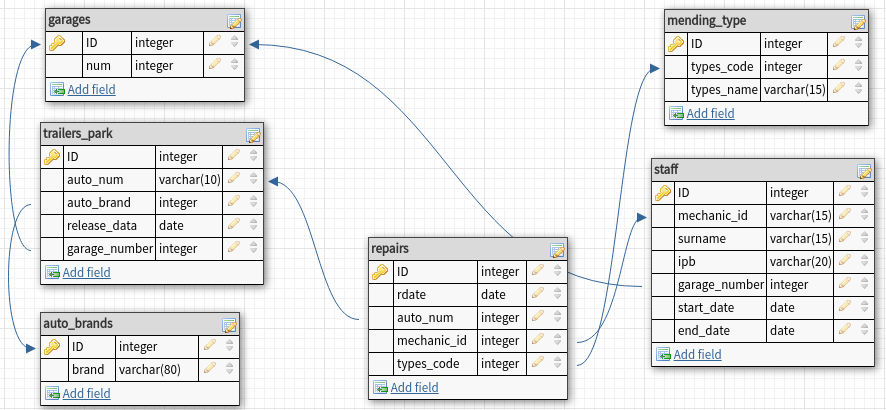 garages
ID integer
num integer
Add field
trailers_park
ID integer
auto_num varchar(10)
auto_brand integer
release_data date
garage_number integer
Add field
auto_brands
ID integer
brand varchar(80)
Add field
repairs
ID integer
rdate date
auto_num integer
mechanic_id integer
types_code integer
Add field
mending_type
ID integer
types_code integer
types_name varchar(15)
Add field
staff
ID integer
mechanic_id varchar(15)
surname varchar(15)
ipb varchar(20)
garage_number integer
start_date date
end_date date
Add field